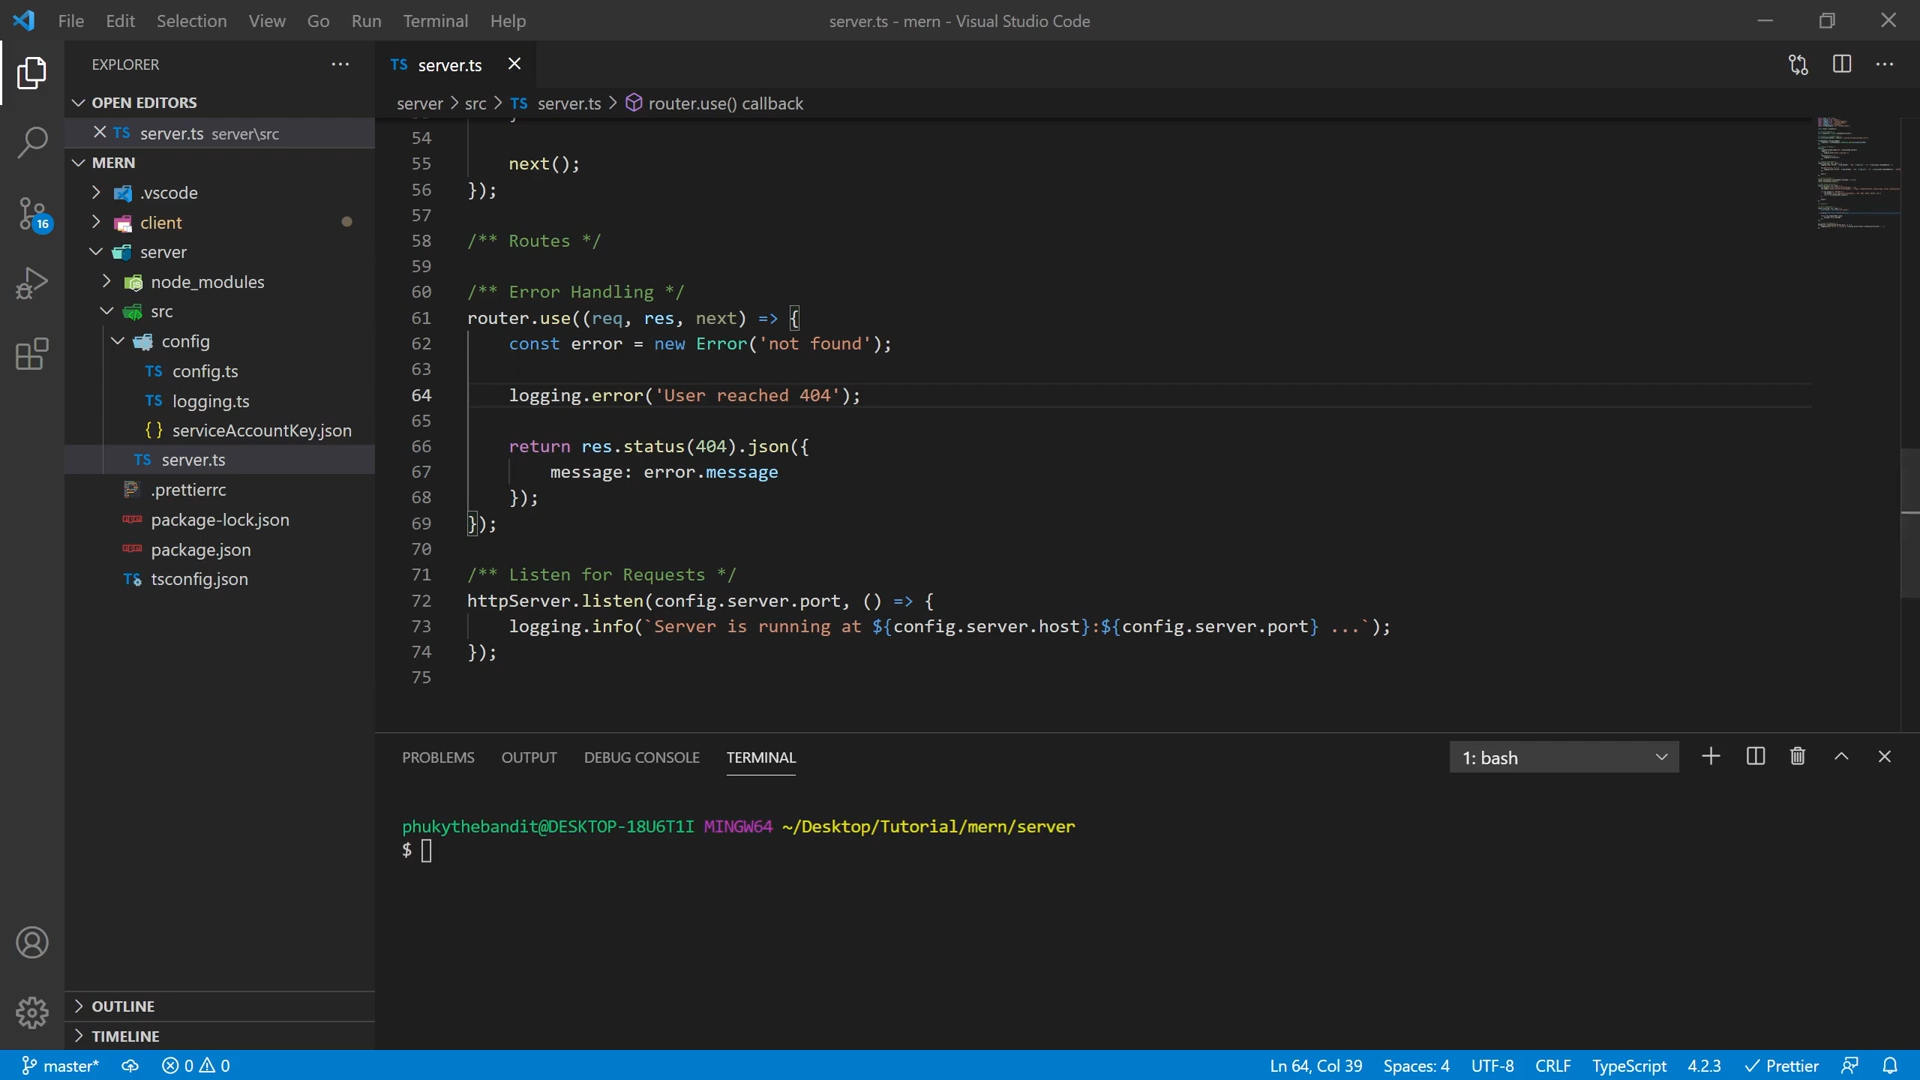 File Edit Selection View Go Run Terminal Help
server.ts - mern - Visual Studio Code
EXPLORER
OPEN EDITORS
TS server.ts server\src
MERN
.vscode
client
server
node_modules
src
config
TS config.ts
TS logging.ts
{} serviceAccountKey.json
TS server.ts
.prettierrc
package-lock.json
package.json
tsconfig.json
OUTLINE
TIMELINE
16
TS server.ts
server > src > TS server.ts > router.use() callback
54
55 next();
56 });
57
58 /** Routes */
59
60 /** Error Handling */
61 router.use((req, res, next) => {
62 const error = new Error('not found');
63
64 logging.error('User reached 404');
65
66 return res.status(404).json({
67 message: error.message
68 });
69 });
70
71 /** Listen for Requests */
72 httpServer.listen(config.server.port, () => {
73 logging.info(`Server is running at ${config.server.host}:${config.server.port} ...`);
74 });
75
PROBLEMS OUTPUT DEBUG CONSOLE TERMINAL
1: bash
phukythebandit@DESKTOP-18U6T1I MINGW64 ~/Desktop/Tutorial/mern/server
$
master* 0 0
Ln 64, Col 39 Spaces: 4 UTF-8 CRLF TypeScript 4.2.3 Prettier